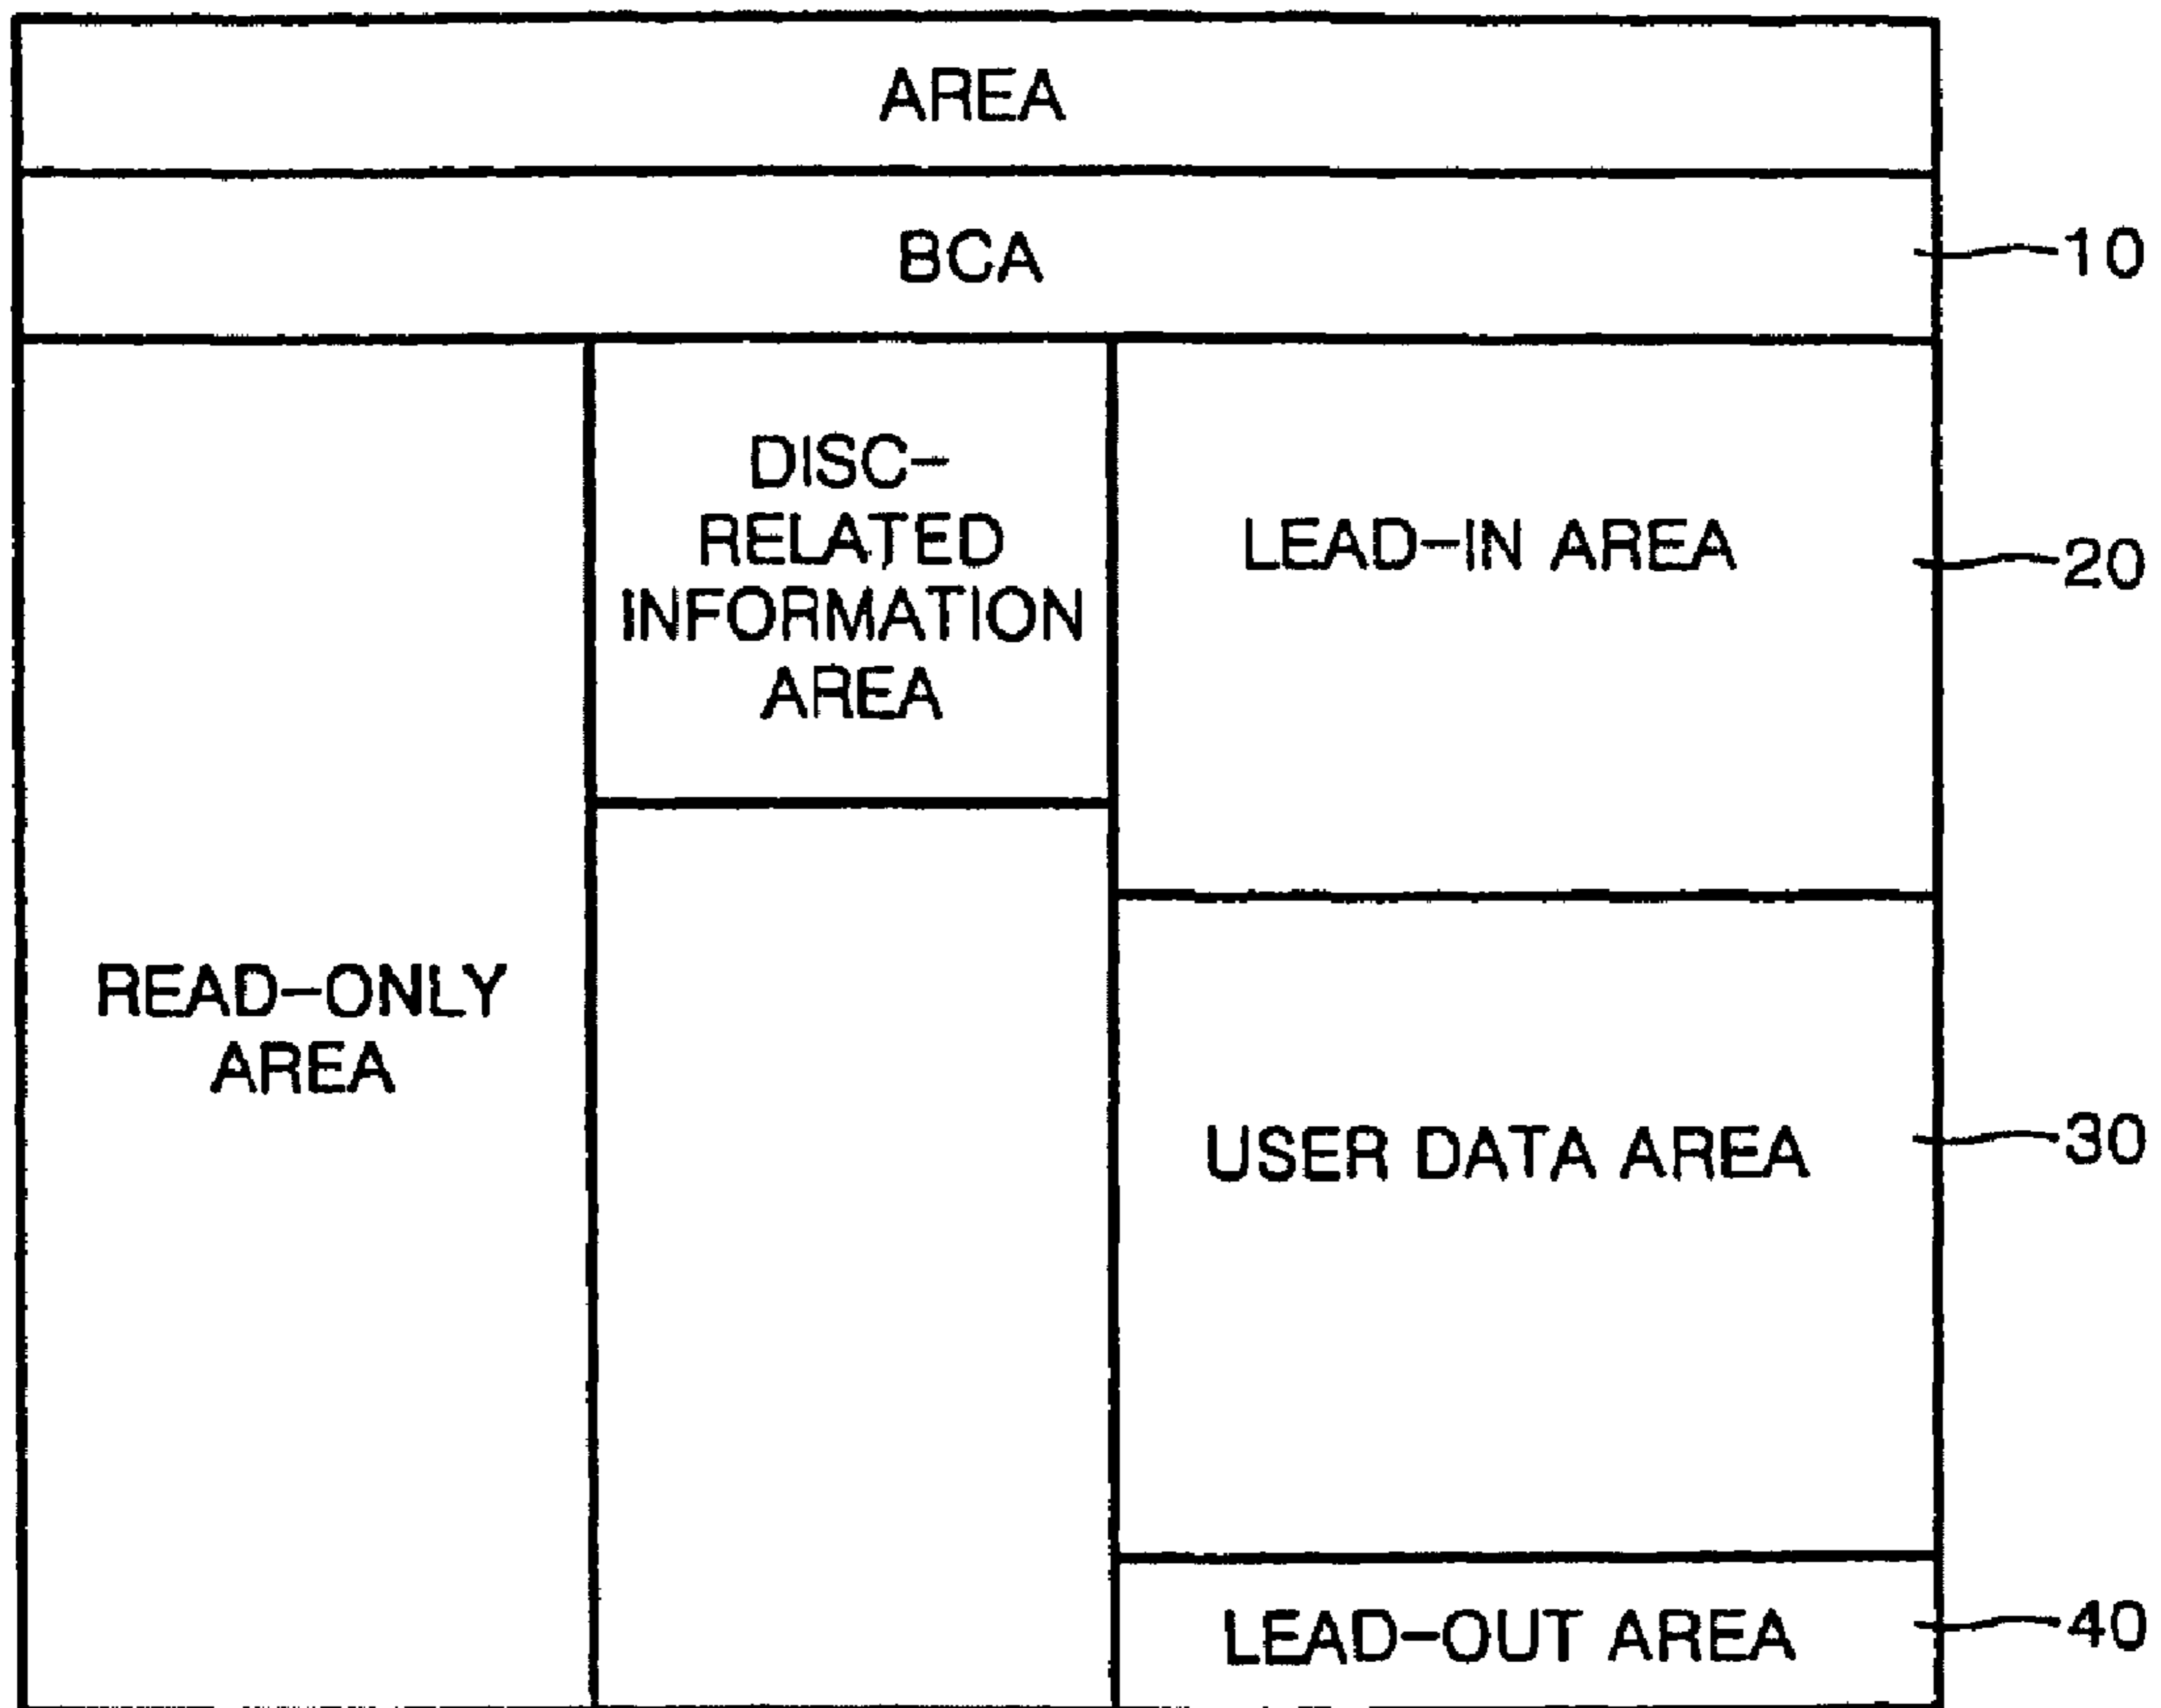 AREA
BCA
10
DISC-
RELATED
INFORMATION
AREA
LEAD-IN AREA
20
READ-ONLY
AREA
USER DATA AREA
30
LEAD-OUT AREA
40